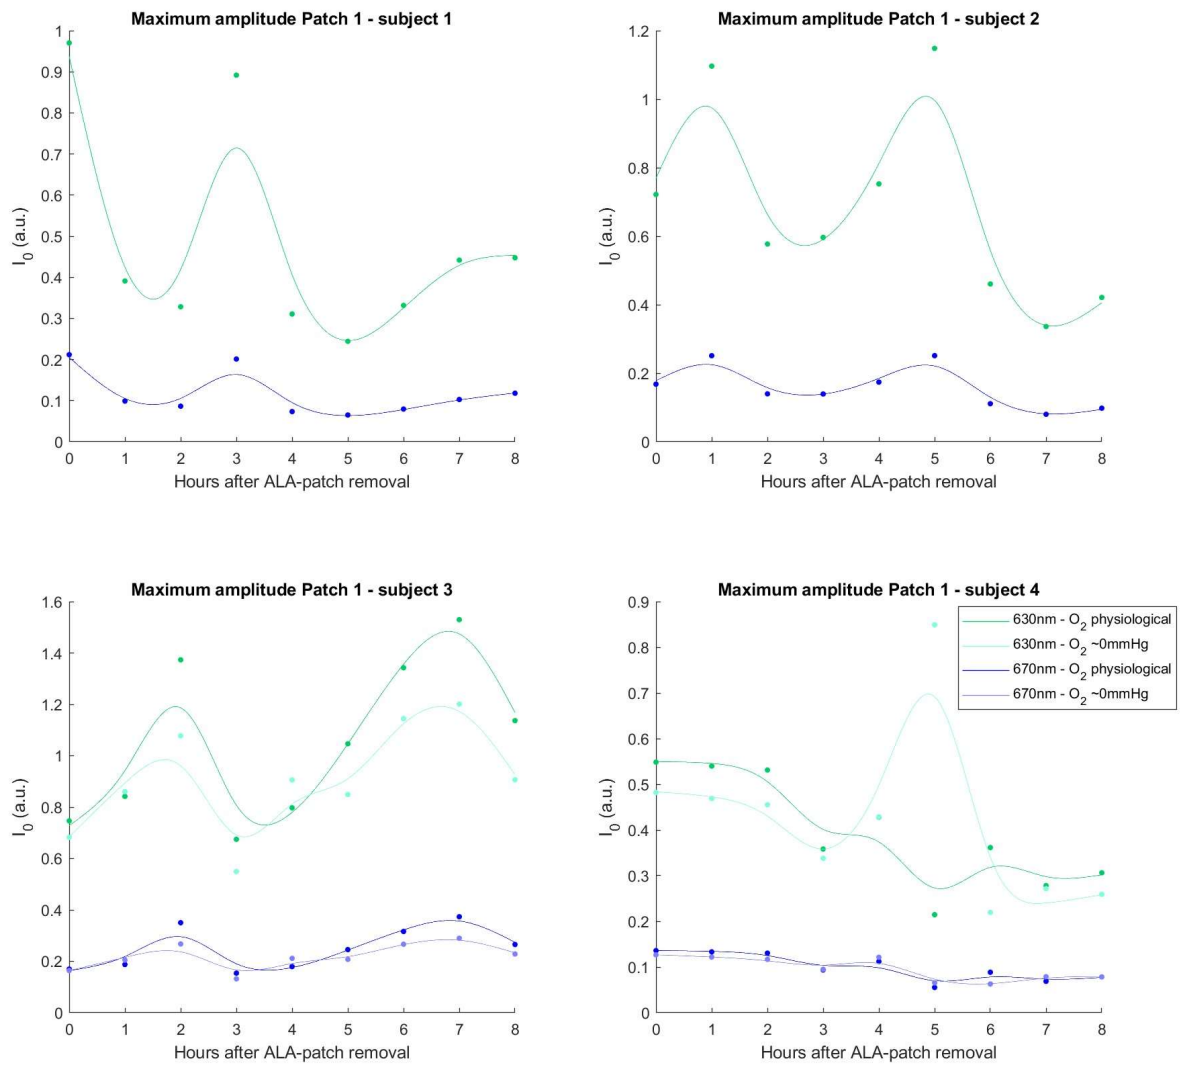 Maximum amplitude Patch 1 - subject 1
1
0.9
0.8
0.7
0.6
0.5
0.4
0.3
0.2
0.1
0
I0 (a.u.)
0 1 2 3 4 5 6 7 8
Hours after ALA-patch removal
Maximum amplitude Patch 1 - subject 2
1.2
1
0.8
0.6
0.4
0.2
0
I0 (a.u.)
0 1 2 3 4 5 6 7 8
Hours after ALA-patch removal
Maximum amplitude Patch 1 - subject 3
1.6
1.4
1.2
1
0.8
0.6
0.4
0.2
0
I0 (a.u.)
0 1 2 3 4 5 6 7 8
Hours after ALA-patch removal
Maximum amplitude Patch 1 - subject 4
0.9
0.8
0.7
0.6
0.5
0.4
0.3
0.2
0.1
0
I0 (a.u.)
0 1 2 3 4 5 6 7 8
Hours after ALA-patch removal
630nm - O2 physiological
630nm - O2 ~0mmHg
670nm - O2 physiological
670nm - O2 ~0mmHg